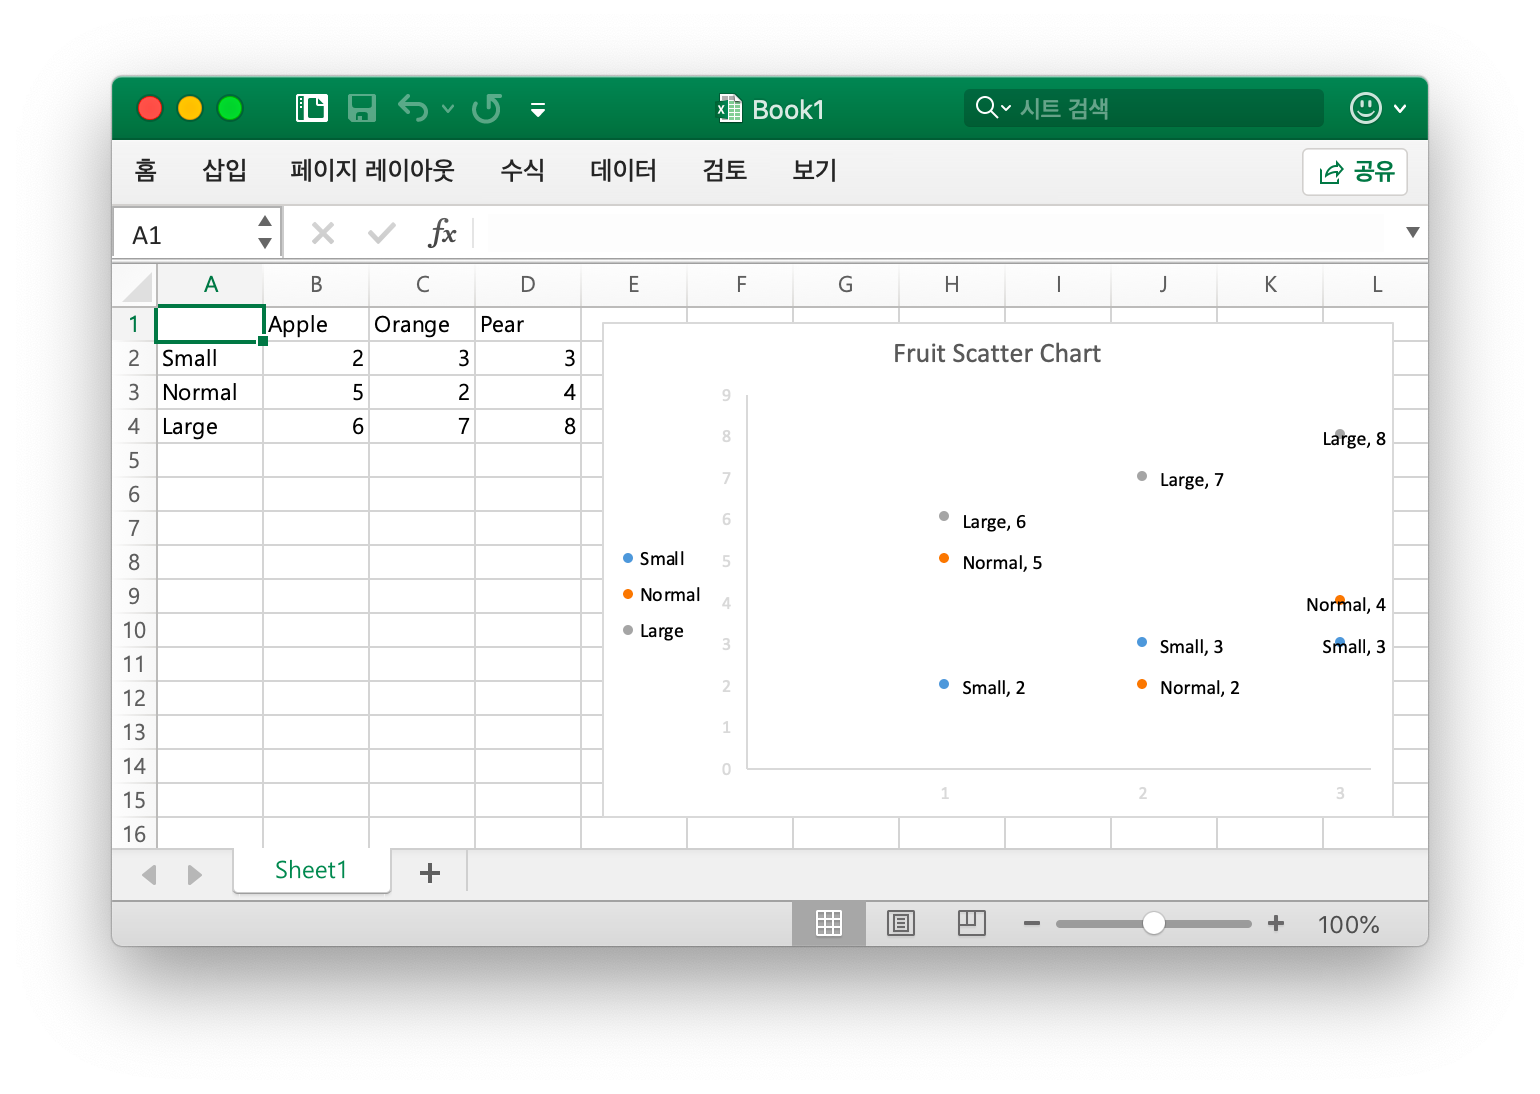 Book1
시트 검색
홈 삽입 페이지 레이아웃 수식 데이터 검토 보기 공유
A1 fx
A B C D E F G H I J K L
1 Apple Orange Pear
2 Small 2 3 3
3 Normal 5 2 4
4 Large 6 7 8
5
6
7
8
9
10
11
12
13
14
15
16
Fruit Scatter Chart
9
8 Large, 8
7 Large, 7
6 Large, 6
5 Normal, 5
4 Normal, 4
3 Small, 3 Small, 3
2 Small, 2 Normal, 2
1
0
1 2 3
Small
Normal
Large
Sheet1 +
100%